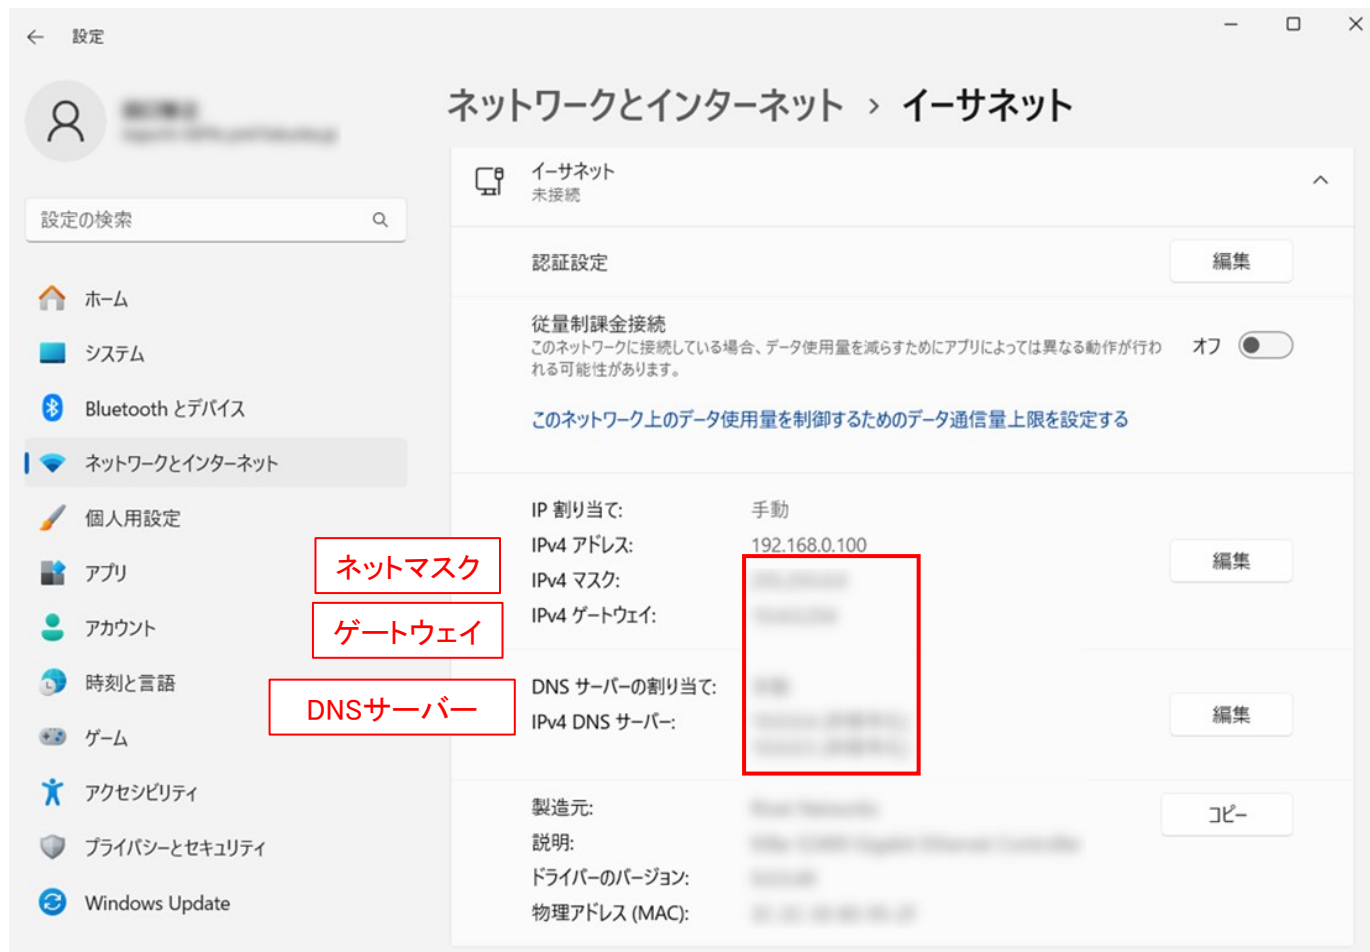 設定
設定の検索
ホーム
システム
Bluetooth とデバイス
ネットワークとインターネット
個人用設定
アプリ
アカウント
時刻と言語
ゲーム
アクセシビリティ
プライバシーとセキュリティ
Windows Update
ネットワークとインターネット › イーサネット
イーサネット
未接続
認証設定
編集
従量制課金接続
このネットワークに接続している場合、データ使用量を減らすためにアプリによっては異なる動作が行わ
れる可能性があります。
オフ
このネットワーク上のデータ使用量を制御するためのデータ通信量上限を設定する
IP 割り当て: 手動
IPv4 アドレス: 192.168.0.100
ネットマスク
IPv4 マスク:
編集
ゲートウェイ
IPv4 ゲートウェイ:
DNS サーバーの割り当て:
DNSサーバー
IPv4 DNS サーバー:
編集
製造元:
コピー
説明:
ドライバーのバージョン:
物理アドレス (MAC):